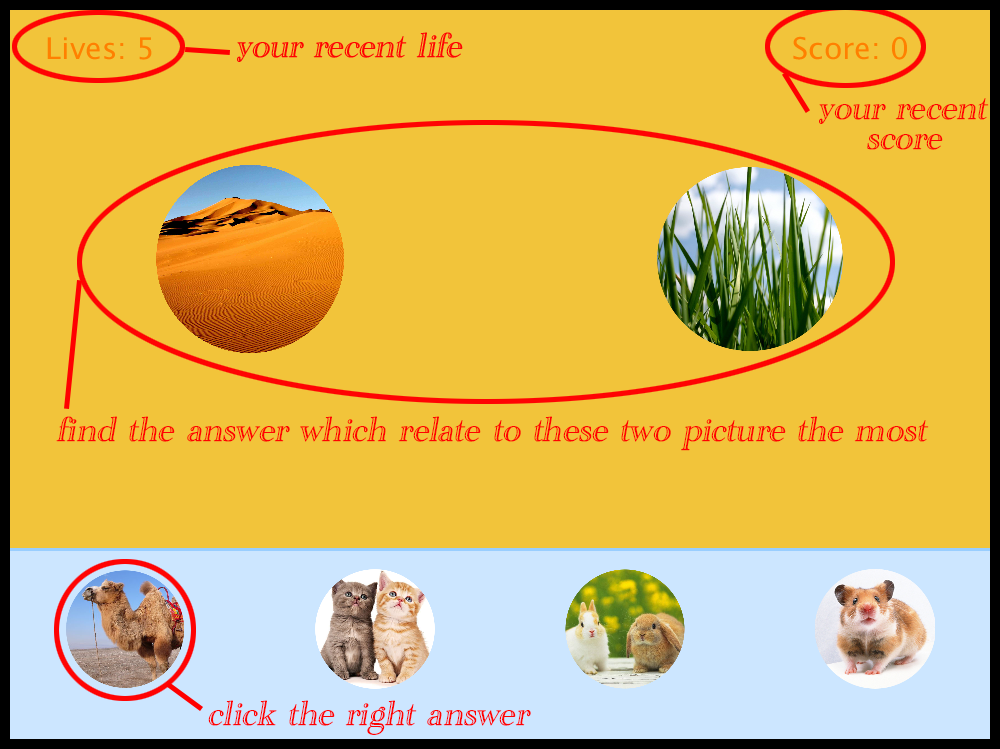 Lives: 5
your recent life
Score: 0
your recent
score
find the answer which relate to these two picture the most
click the right answer